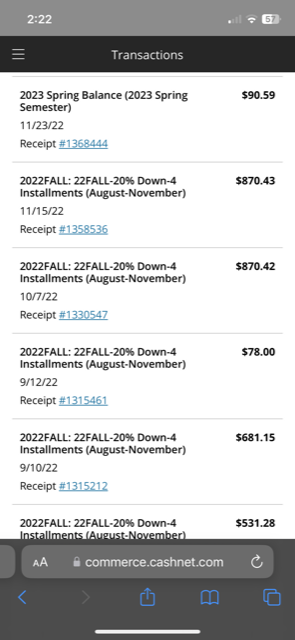 2:22
57
Transactions
2023 Spring Balance (2023 Spring
Semester)
$90.59
11/23/22
Receipt #1368444
2022FALL: 22FALL-20% Down-4
Installments (August-November)
$870.43
11/15/22
Receipt #1358536
2022FALL: 22FALL-20% Down-4
Installments (August-November)
$870.42
10/7/22
Receipt #1330547
2022FALL: 22FALL-20% Down-4
Installments (August-November)
$78.00
9/12/22
Receipt #1315461
2022FALL: 22FALL-20% Down-4
Installments (August-November)
$681.15
9/10/22
Receipt #1315212
2022FALL: 22FALL-20% Down-4
Installments (August-November)
$531.28
AA
commerce.cashnet.com